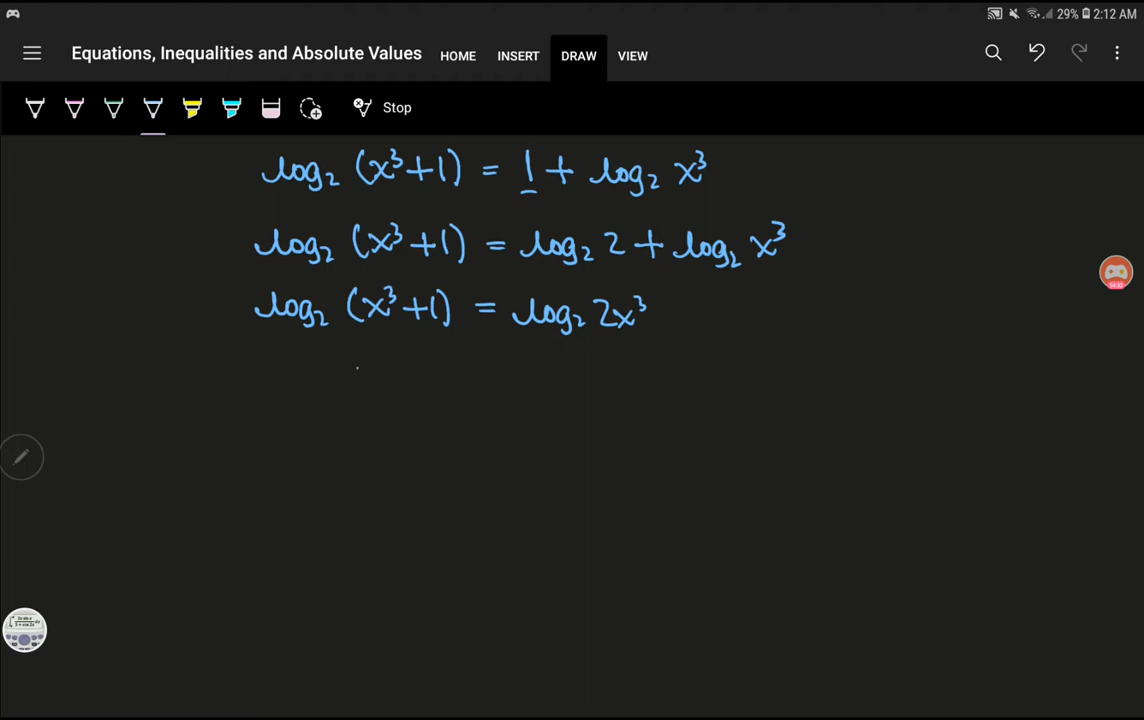 29% 2:12 AM
Equations, Inequalities and Absolute Values HOME INSERT DRAW VIEW
Stop
log₂ (x³+1) = 1 + log₂ x³
log₂ (x³+1) = log₂ 2 + log₂ x³
log₂ (x³+1) = log₂ 2x³